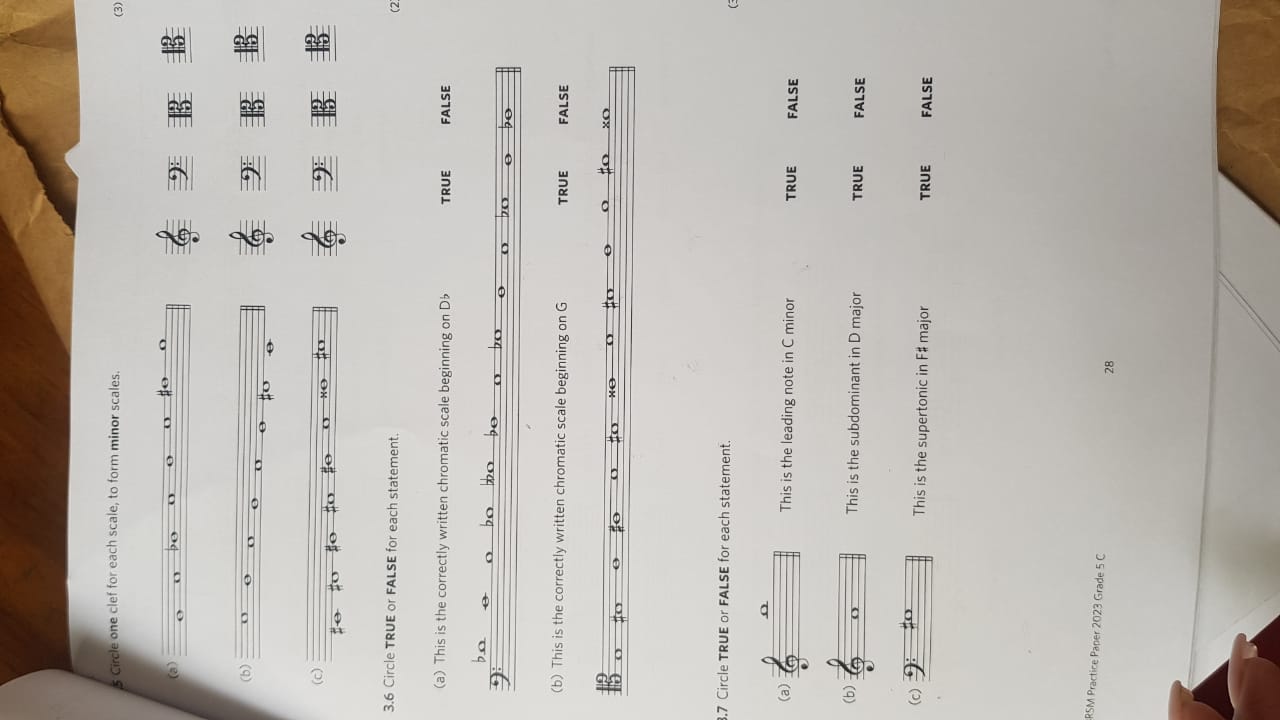 5 Circle one clef for each scale, to form minor scales. (3)
(a)
(b)
(c)
3.6 Circle TRUE or FALSE for each statement. (2
(a) This is the correctly written chromatic scale beginning on D♭ TRUE FALSE
(b) This is the correctly written chromatic scale beginning on G TRUE FALSE
3.7 Circle TRUE or FALSE for each statement. (3
(a) This is the leading note in C minor TRUE FALSE
(b) This is the subdominant in D major TRUE FALSE
(c) This is the supertonic in F♯ major TRUE FALSE
RSM Practice Paper 2023 Grade 5 C
28